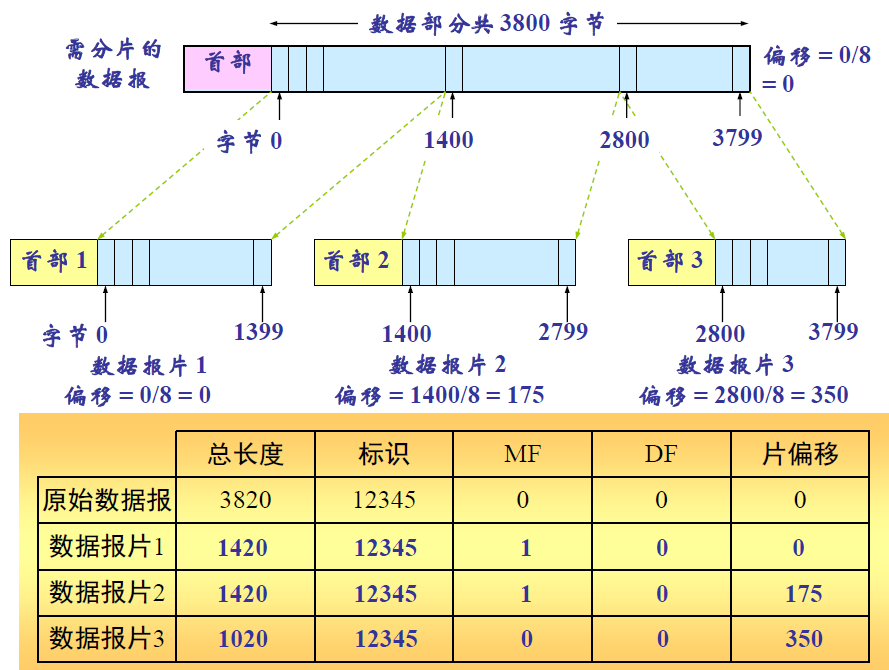 数据部分共 3800 字节
需分片的
数据报
首部
偏移 = 0/8
= 0
字节 0
1400
2800
3799
首部 1
首部 2
首部 3
字节 0
1399
1400
2799
2800
3799
数据报片 1
数据报片 2
数据报片 3
偏移 = 0/8 = 0
偏移 = 1400/8 = 175
偏移 = 2800/8 = 350
总长度 标识 MF DF 片偏移
原始数据报 3820 12345 0 0 0
数据报片1 1420 12345 1 0 0
数据报片2 1420 12345 1 0 175
数据报片3 1020 12345 0 0 350